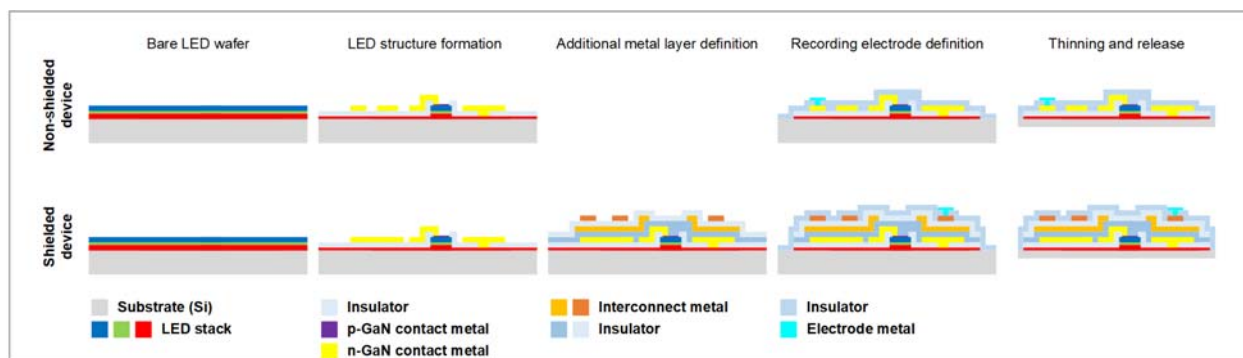 Bare LED wafer
LED structure formation
Additional metal layer definition
Recording electrode definition
Thinning and release
Non-shielded
device
Shielded
device
Substrate (Si)
LED stack
Insulator
p-GaN contact metal
n-GaN contact metal
Interconnect metal
Insulator
Insulator
Electrode metal